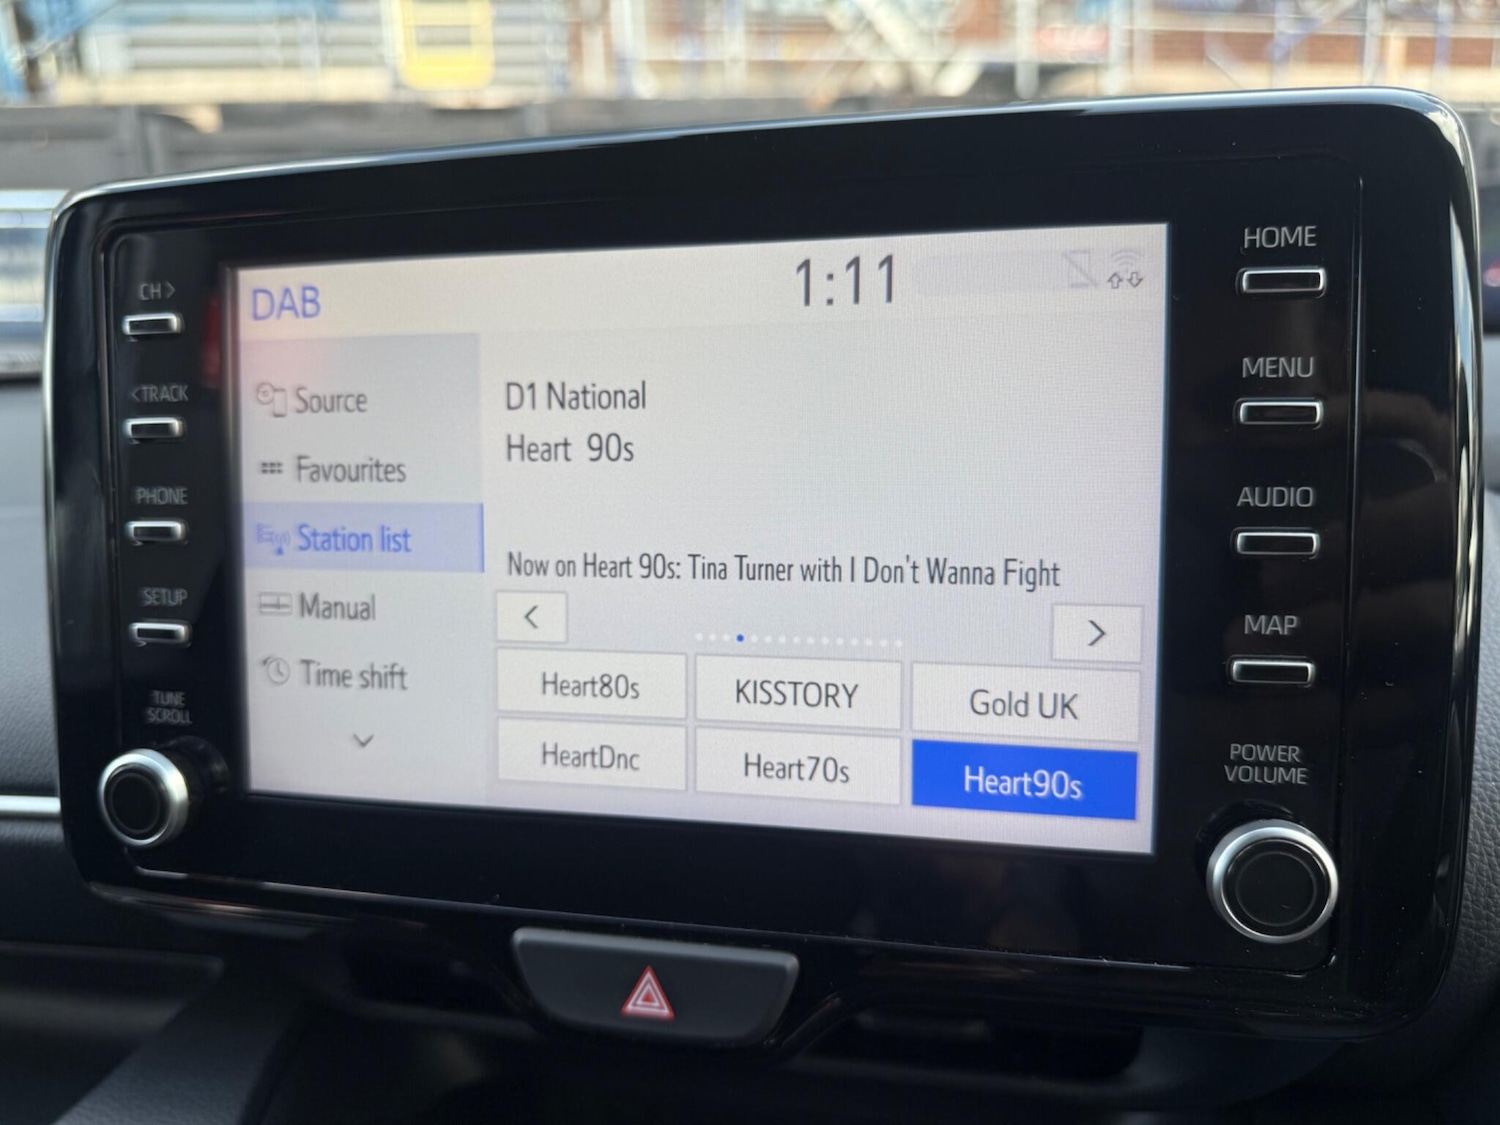 CH >
< TRACK
PHONE
SETUP
TUNE
SCROLL
DAB
1:11
Source
Favourites
Station list
Manual
Time shift
D1 National
Heart 90s
Now on Heart 90s: Tina Turner with I Don't Wanna Fight
<
>
Heart80s
KISSTORY
Gold UK
HeartDnc
Heart70s
Heart90s
HOME
MENU
AUDIO
MAP
POWER
VOLUME